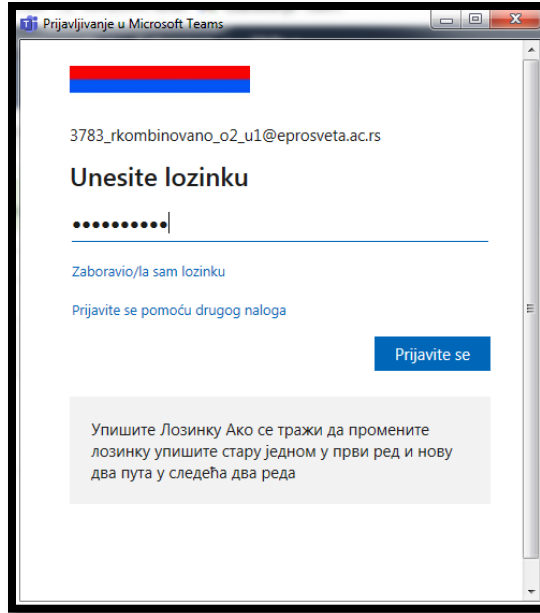 Prijavljivanje u Microsoft Teams
3783_rkombinovano_o2_u1@eprosveta.ac.rs
Unesite lozinku
••••••••••
Zaboravio/la sam lozinku
Prijavite se pomoću drugog naloga
Prijavite se
Упишите Лозинку Ако се тражи да промените
лозинку упишите стару једном у први ред и нову
два пута у следећа два реда